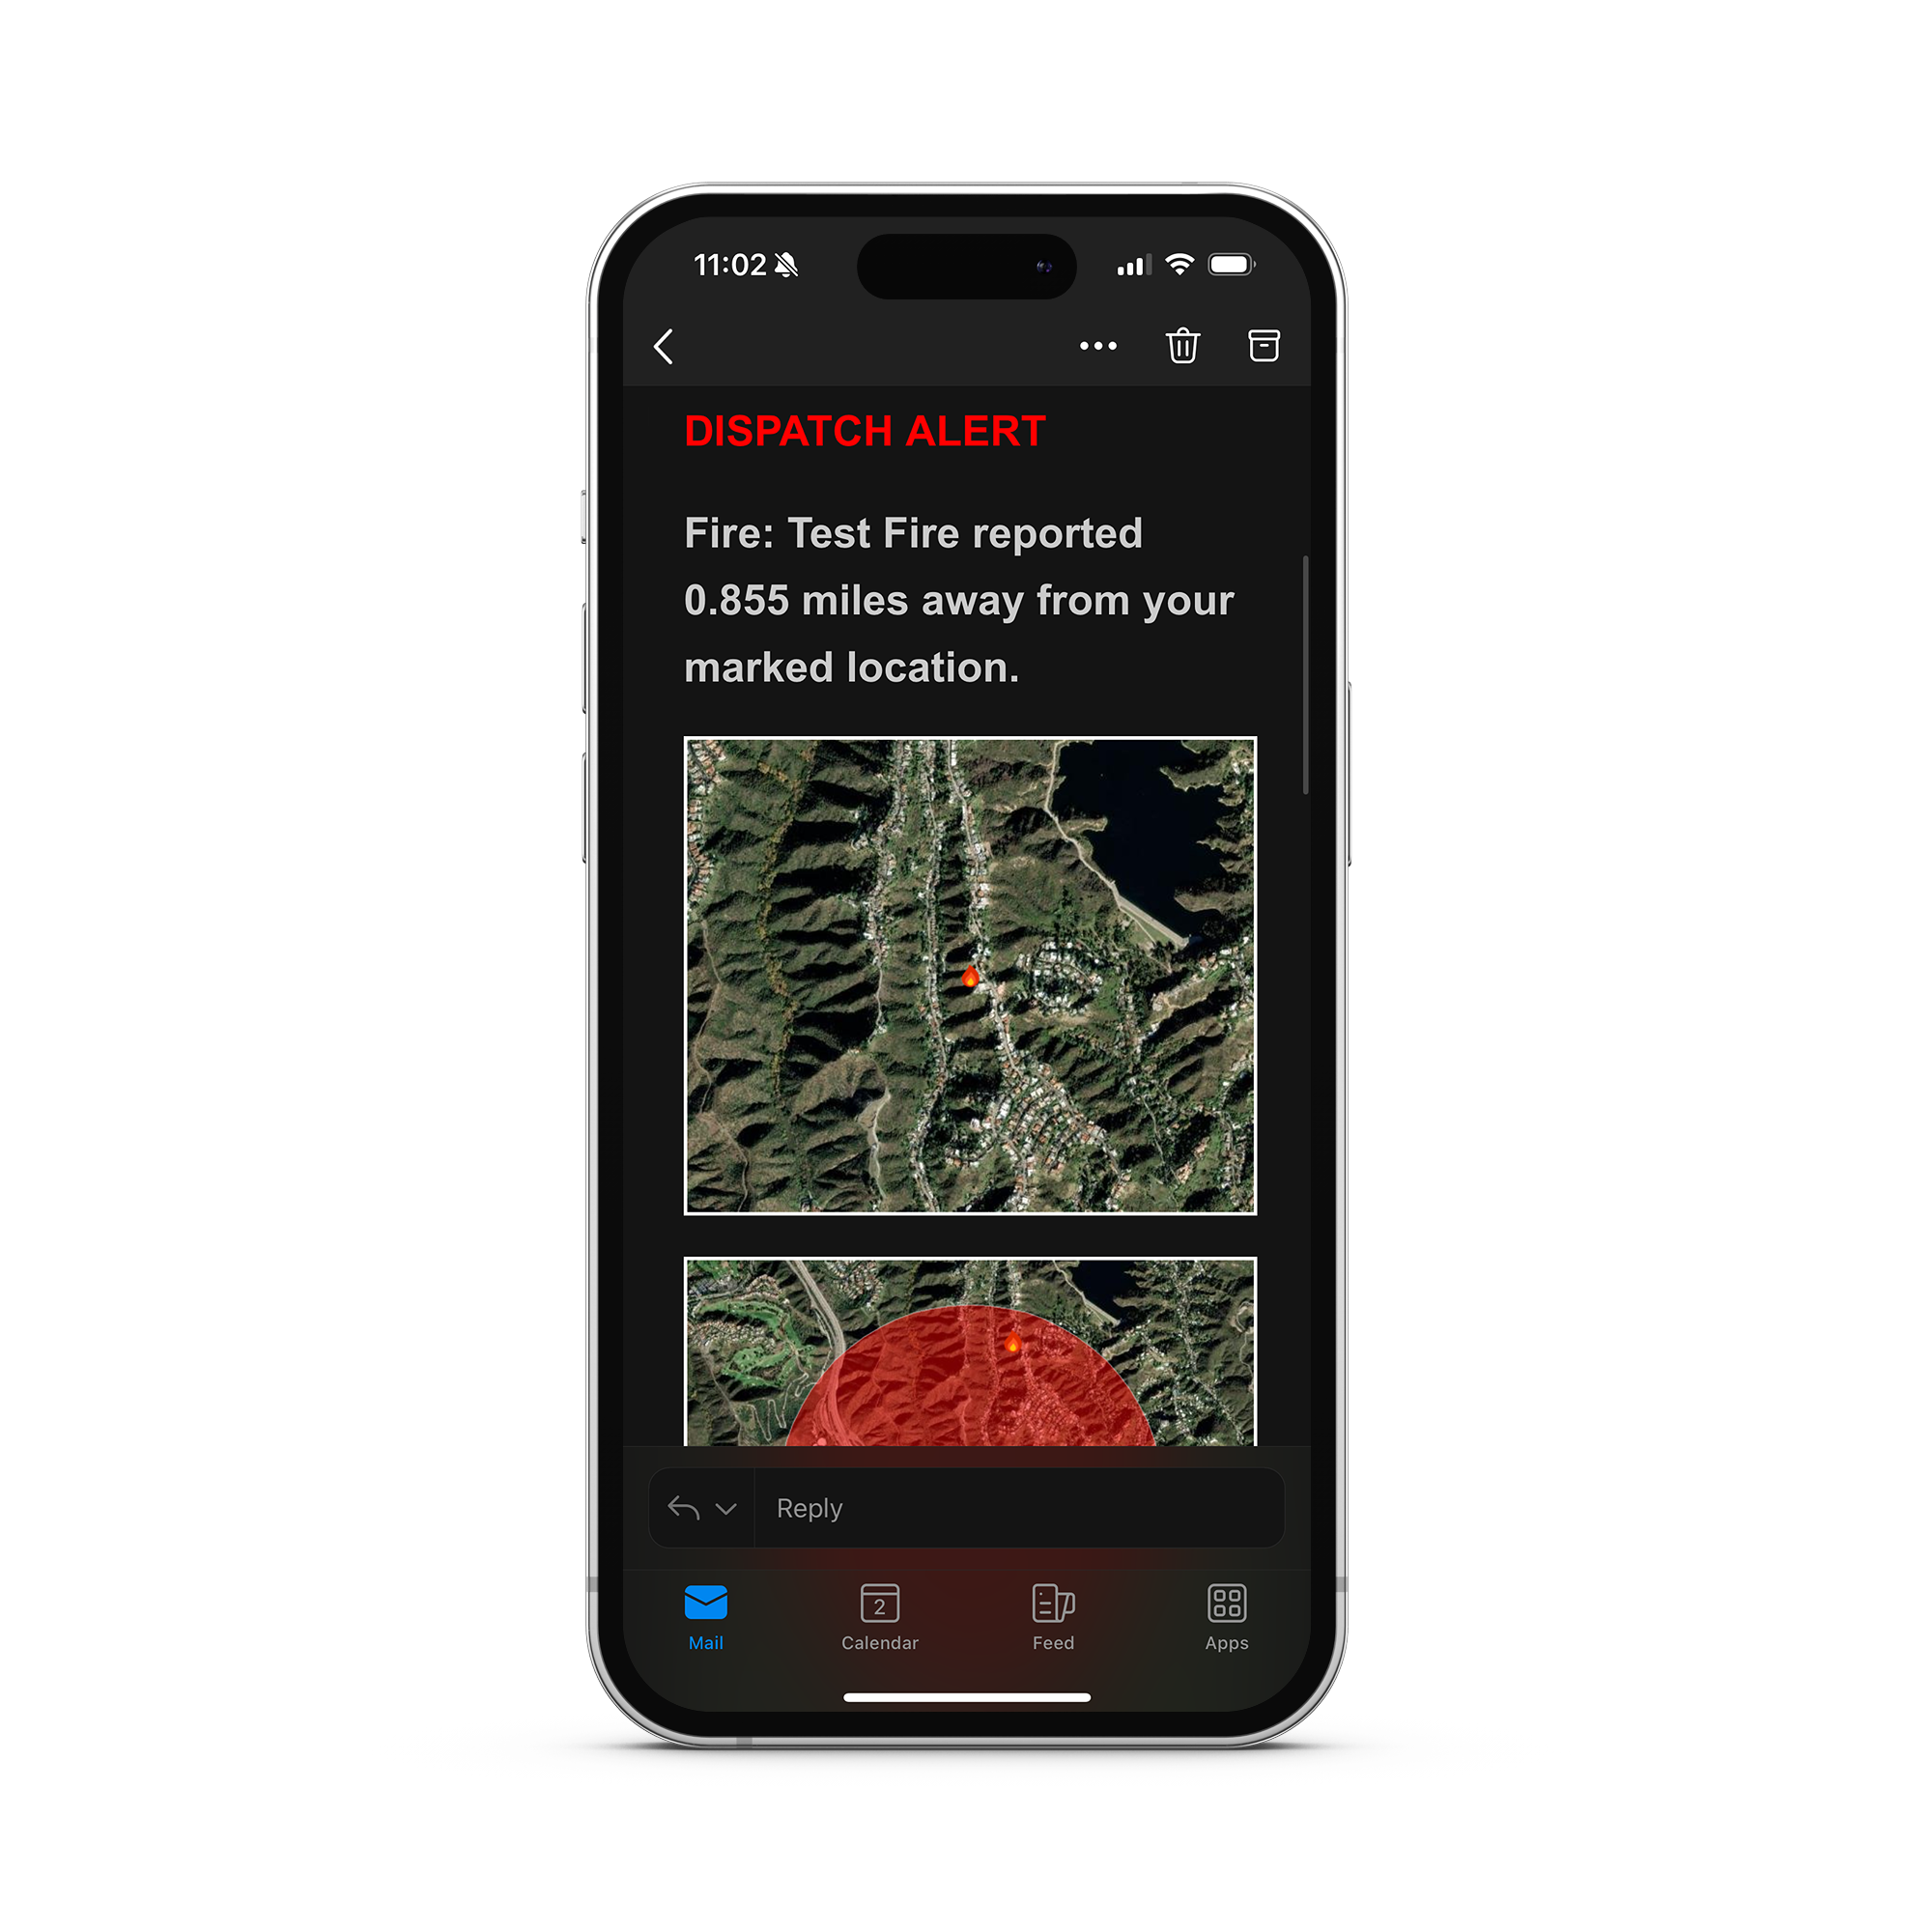 11:02
DISPATCH ALERT
Fire: Test Fire reported
0.855 miles away from your
marked location.
Reply
2
Mail
Calendar
Feed
Apps